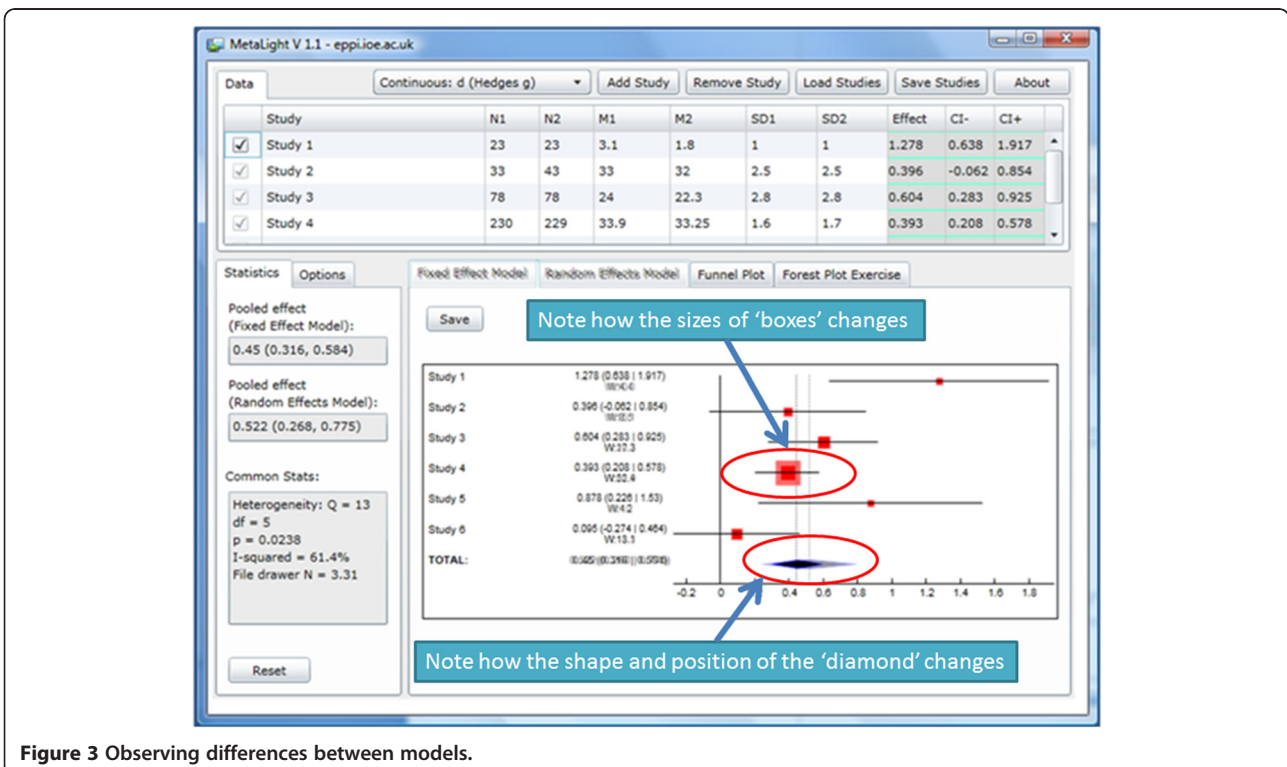 MetaLight V 1.1 - eppi.ioe.ac.uk
Data Continuous: d (Hedges g) Add Study Remove Study Load Studies Save Studies About
Study N1 N2 M1 M2 SD1 SD2 Effect CI- CI+
Study 1 23 23 3.1 1.8 1 1 1.278 0.638 1.917
Study 2 33 43 33 32 2.5 2.5 0.396 -0.062 0.854
Study 3 78 78 24 22.3 2.8 2.8 0.604 0.283 0.925
Study 4 230 229 33.9 33.25 1.6 1.7 0.393 0.208 0.578
Statistics Options
Fixed Effect Model Random Effects Model Funnel Plot Forest Plot Exercise
Pooled effect
(Fixed Effect Model):
0.45 (0.316, 0.584)
Pooled effect
(Random Effects Model):
0.522 (0.268, 0.775)
Common Stats:
Heterogeneity: Q = 13
df = 5
p = 0.0238
I-squared = 61.4%
File drawer N = 3.31
Reset
Save
Note how the sizes of ‘boxes’ changes
Study 1 1.278 (0.638 | 1.917)
Study 2 0.396 (-0.062 | 0.854)
Study 3 0.604 (0.283 | 0.925)
Study 4 0.393 (0.208 | 0.578)
Study 5 0.878 (0.226 | 1.53)
Study 6 0.095 (-0.274 | 0.464)
TOTAL:
-0.2 0 0.4 0.6 0.8 1 1.2 1.4 1.6 1.8
Note how the shape and position of the ‘diamond’ changes
Figure 3 Observing differences between models.